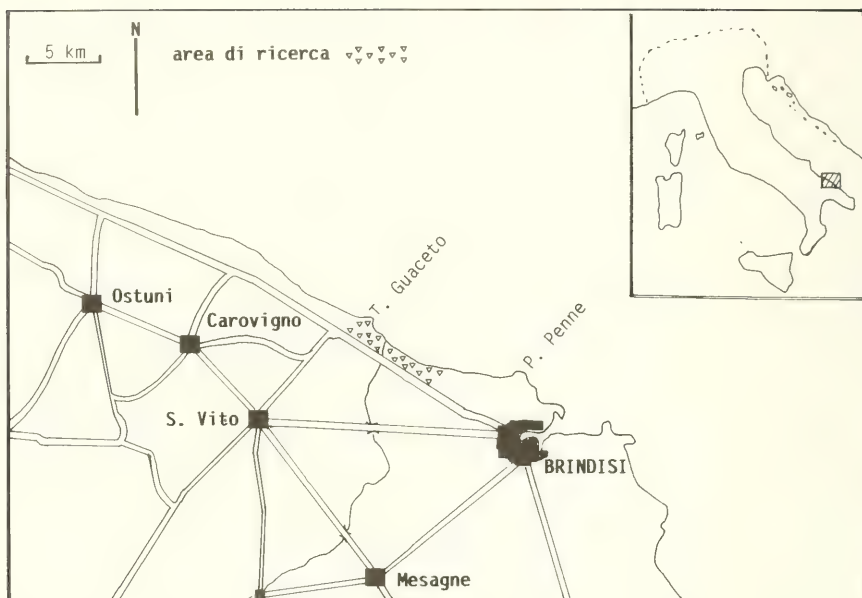 N
5 km
area di ricerca
T. Guaceto
Ostuni
Carovigno
P. Penne
S. Vito
BRINDISI
Mesagne